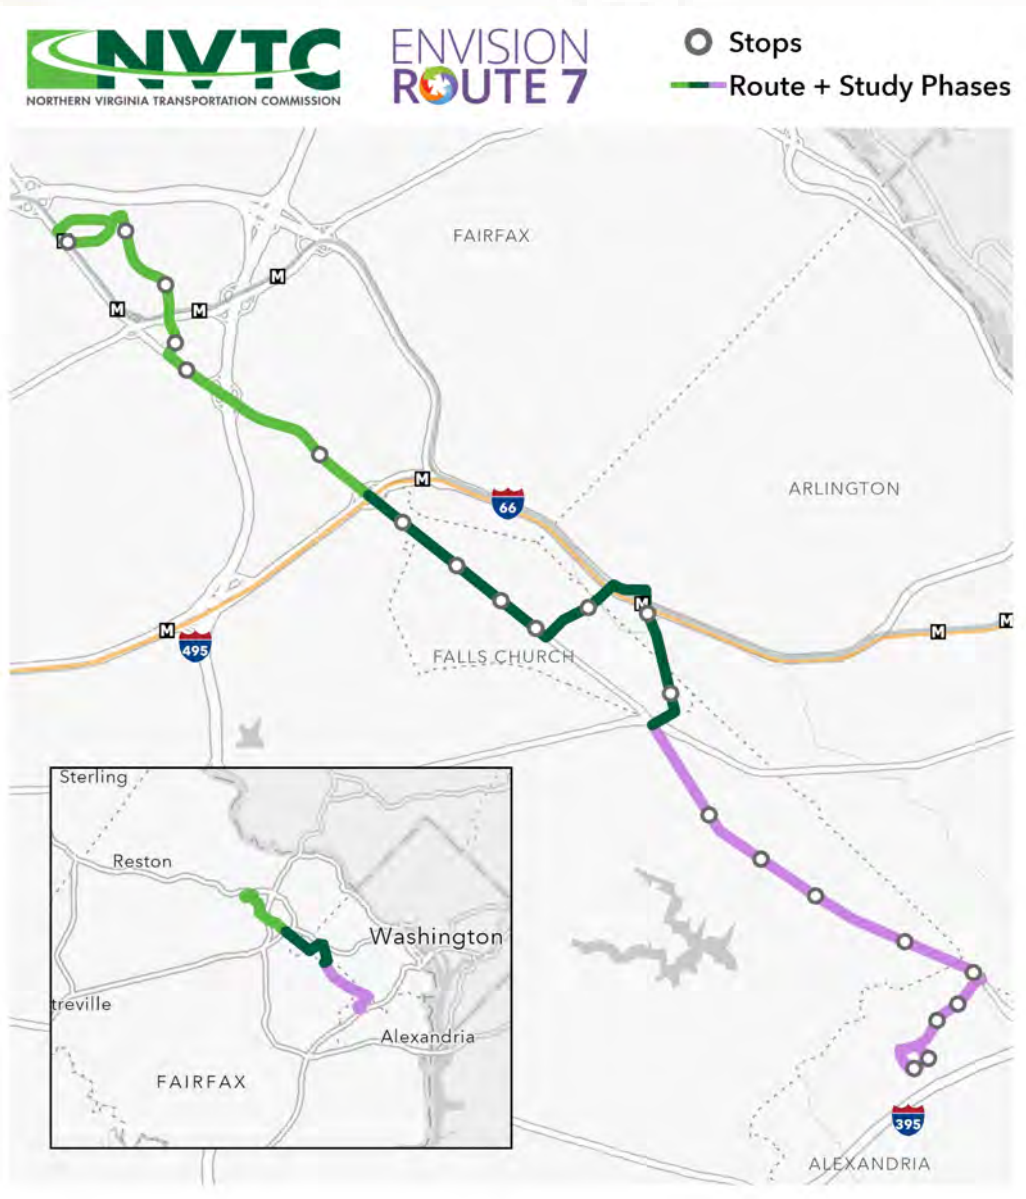 NVTC
NORTHERN VIRGINIA TRANSPORTATION COMMISSION
ENVISION
ROUTE 7
Stops
Route + Study Phases
FAIRFAX
M
M
M
M
66
ARLINGTON
M
M
M
M
495
FALLS CHURCH
Sterling
Reston
Washington
treville
Alexandria
FAIRFAX
395
ALEXANDRIA